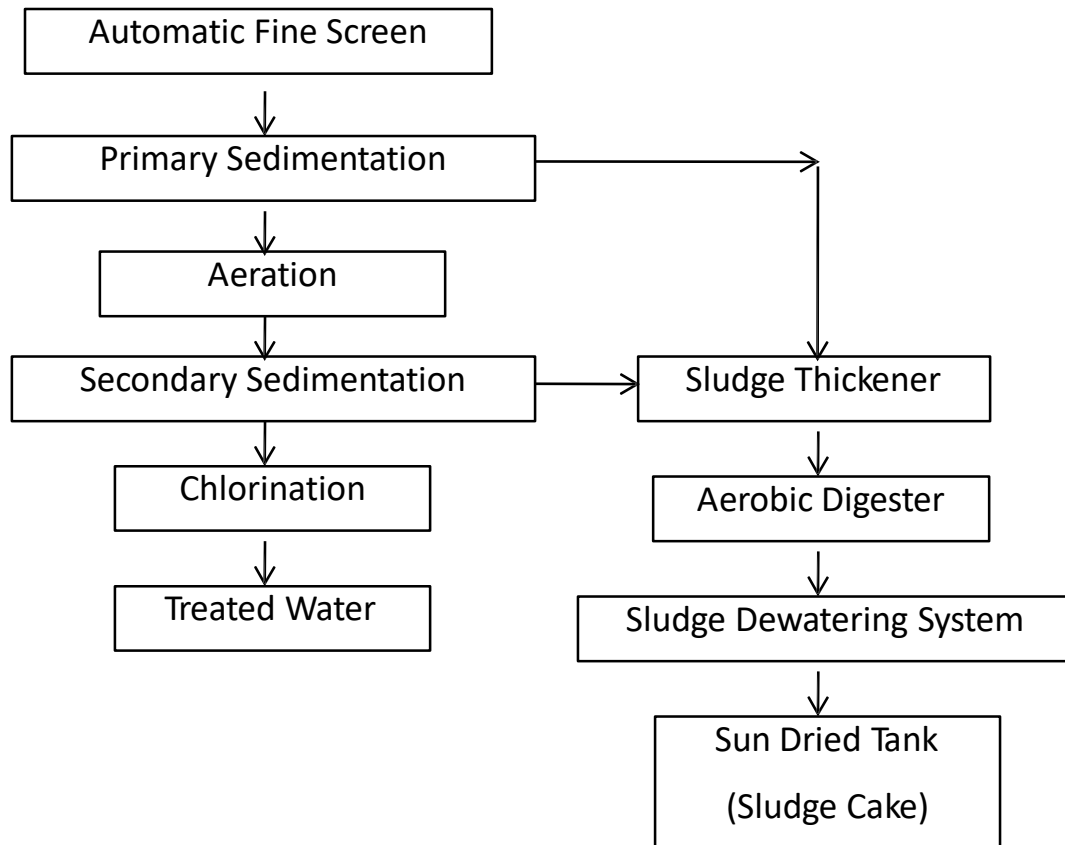 Automatic Fine Screen
Primary Sedimentation
Aeration
Secondary Sedimentation
Sludge Thickener
Chlorination
Aerobic Digester
Treated Water
Sludge Dewatering System
Sun Dried Tank
(Sludge Cake)